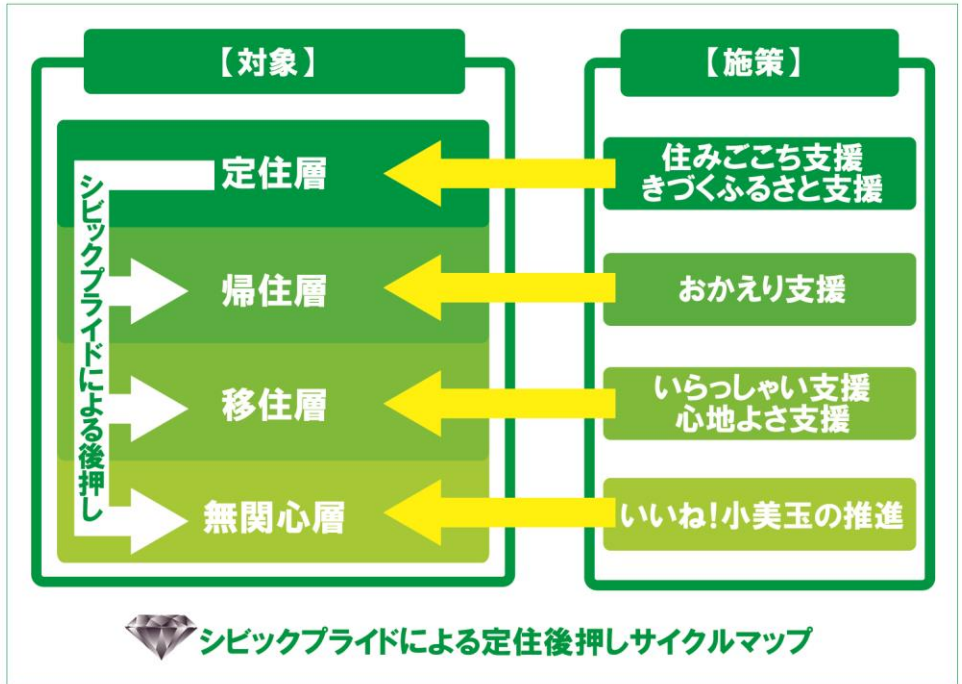 【対象】
定住層
帰住層
移住層
無関心層
シビックプライドによる後押し
【施策】
住みごこち支援
きづくふるさと支援
おかえり支援
いらっしゃい支援
心地よさ支援
いいね!小美玉の推進
シビックプライドによる定住後押しサイクルマップ